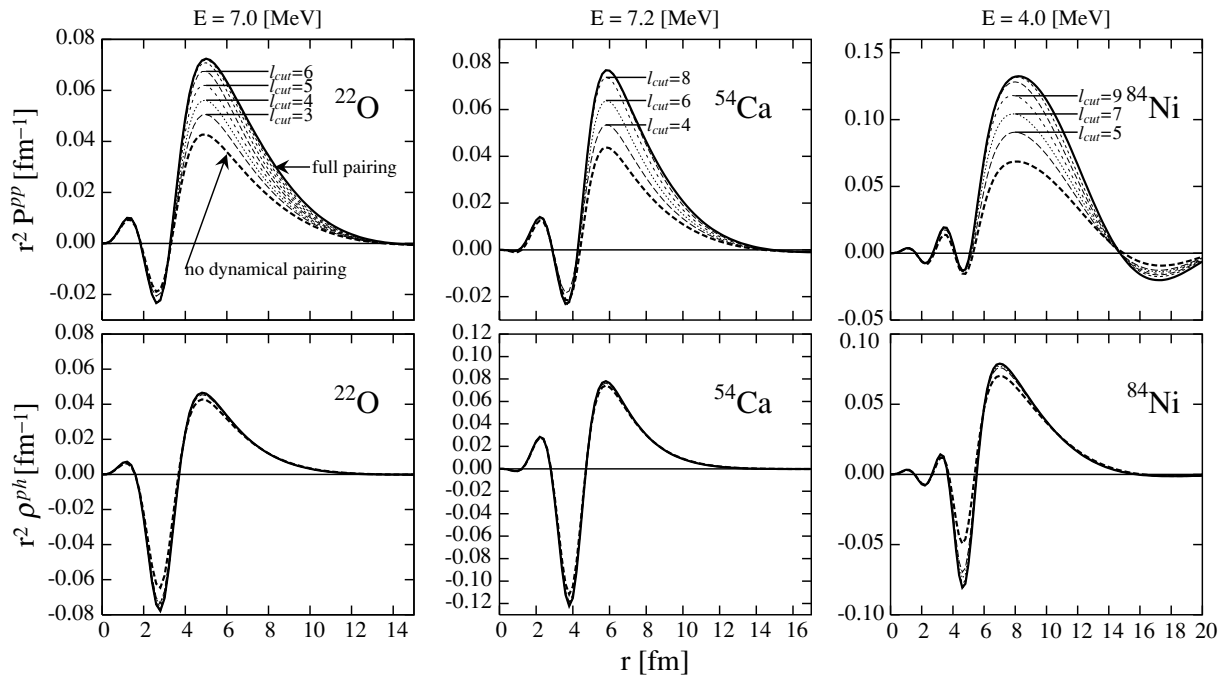 E = 7.0 [MeV]
E = 7.2 [MeV]
E = 4.0 [MeV]
r² Pᵖᵖ [fm⁻¹]
0.08
0.06
0.04
0.02
0.00
-0.02
l_cut=6
l_cut=5
l_cut=4
l_cut=3
²²O
full pairing
no dynamical pairing
0.08
0.06
0.04
0.02
0.00
-0.02
l_cut=8
l_cut=6
l_cut=4
⁵⁴Ca
0.15
0.10
0.05
0.00
-0.05
l_cut=9
l_cut=7
l_cut=5
⁸⁴Ni
r² ρᵖʰ [fm⁻¹]
0.08
0.06
0.04
0.02
0.00
-0.02
-0.04
-0.06
-0.08
²²O
0 2 4 6 8 10 12 14
0.12
0.10
0.08
0.06
0.04
0.02
0.00
-0.02
-0.04
-0.06
-0.08
-0.10
-0.12
⁵⁴Ca
0 2 4 6 8 10 12 14 16
0.10
0.05
0.00
-0.05
-0.10
⁸⁴Ni
0 2 4 6 8 10 12 14 16 18 20
r [fm]